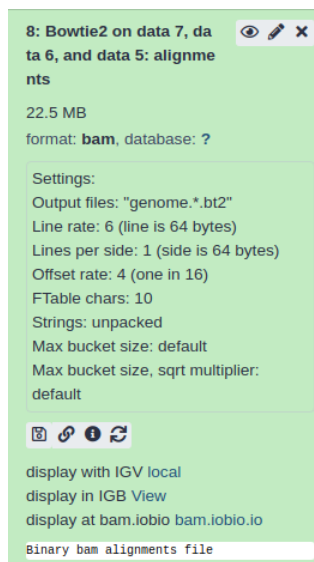 8: Bowtie2 on data 7, da
ta 6, and data 5: alignme
nts
22.5 MB
format: bam, database: ?
Settings:
Output files: "genome.*.bt2"
Line rate: 6 (line is 64 bytes)
Lines per side: 1 (side is 64 bytes)
Offset rate: 4 (one in 16)
FTable chars: 10
Strings: unpacked
Max bucket size: default
Max bucket size, sqrt multiplier:
default
display with IGV local
display in IGB View
display at bam.iobio bam.iobio.io
Binary bam alignments file